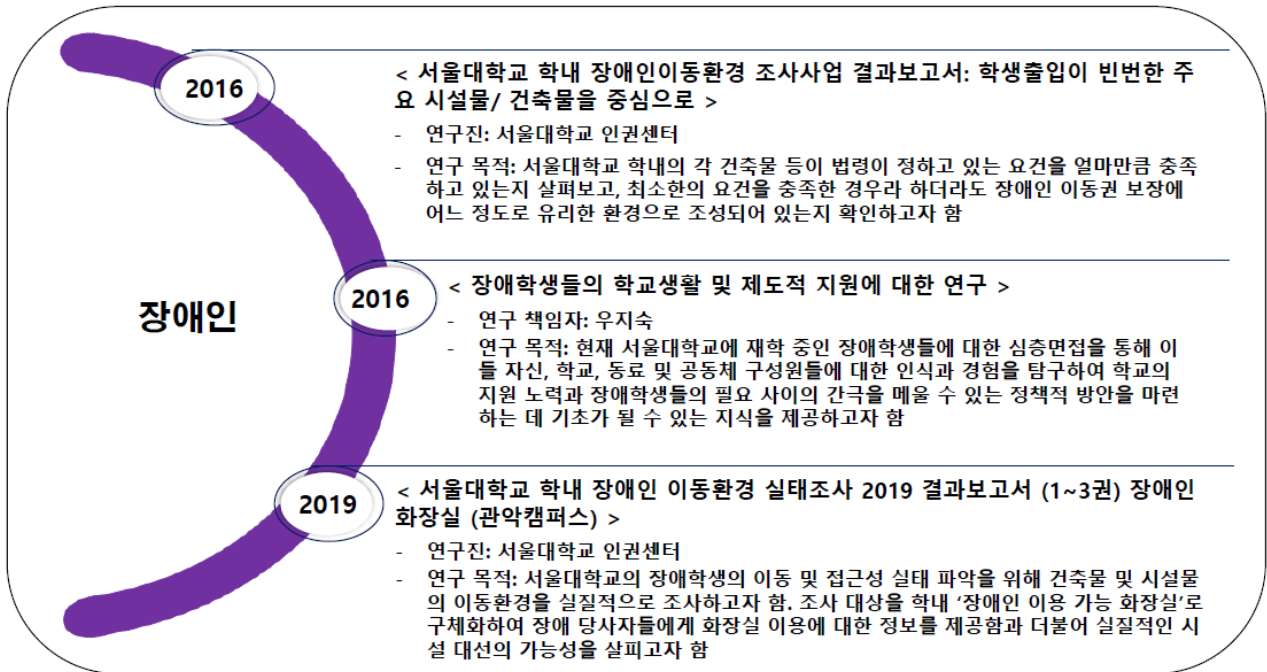 장애인
2016
< 서울대학교 학내 장애인이동환경 조사사업 결과보고서: 학생출입이 빈번한 주
요 시설물/ 건축물을 중심으로 >
- 연구진: 서울대학교 인권센터
- 연구 목적: 서울대학교 학내의 각 건축물 등이 법령이 정하고 있는 요건을 얼마만큼 충족
하고 있는지 살펴보고, 최소한의 요건을 충족한 경우라 하더라도 장애인 이동권 보장에
어느 정도로 유리한 환경으로 조성되어 있는지 확인하고자 함
2016
< 장애학생들의 학교생활 및 제도적 지원에 대한 연구 >
- 연구 책임자: 우지숙
- 연구 목적: 현재 서울대학교에 재학 중인 장애학생들에 대한 심층면접을 통해 이
들 자신, 학교, 동료 및 공동체 구성원들에 대한 인식과 경험을 탐구하여 학교의
지원 노력과 장애학생들의 필요 사이의 간극을 메울 수 있는 정책적 방안을 마련
하는 데 기초가 될 수 있는 지식을 제공하고자 함
2019
< 서울대학교 학내 장애인 이동환경 실태조사 2019 결과보고서 (1~3권) 장애인
화장실 (관악캠퍼스) >
- 연구진: 서울대학교 인권센터
- 연구 목적: 서울대학교의 장애학생의 이동 및 접근성 실태 파악을 위해 건축물 및 시설물
의 이동환경을 실질적으로 조사하고자 함. 조사 대상을 학내 ‘장애인 이용 가능 화장실’로
구체화하여 장애 당사자들에게 화장실 이용에 대한 정보를 제공함과 더불어 실질적인 시
설 대선의 가능성을 살피고자 함